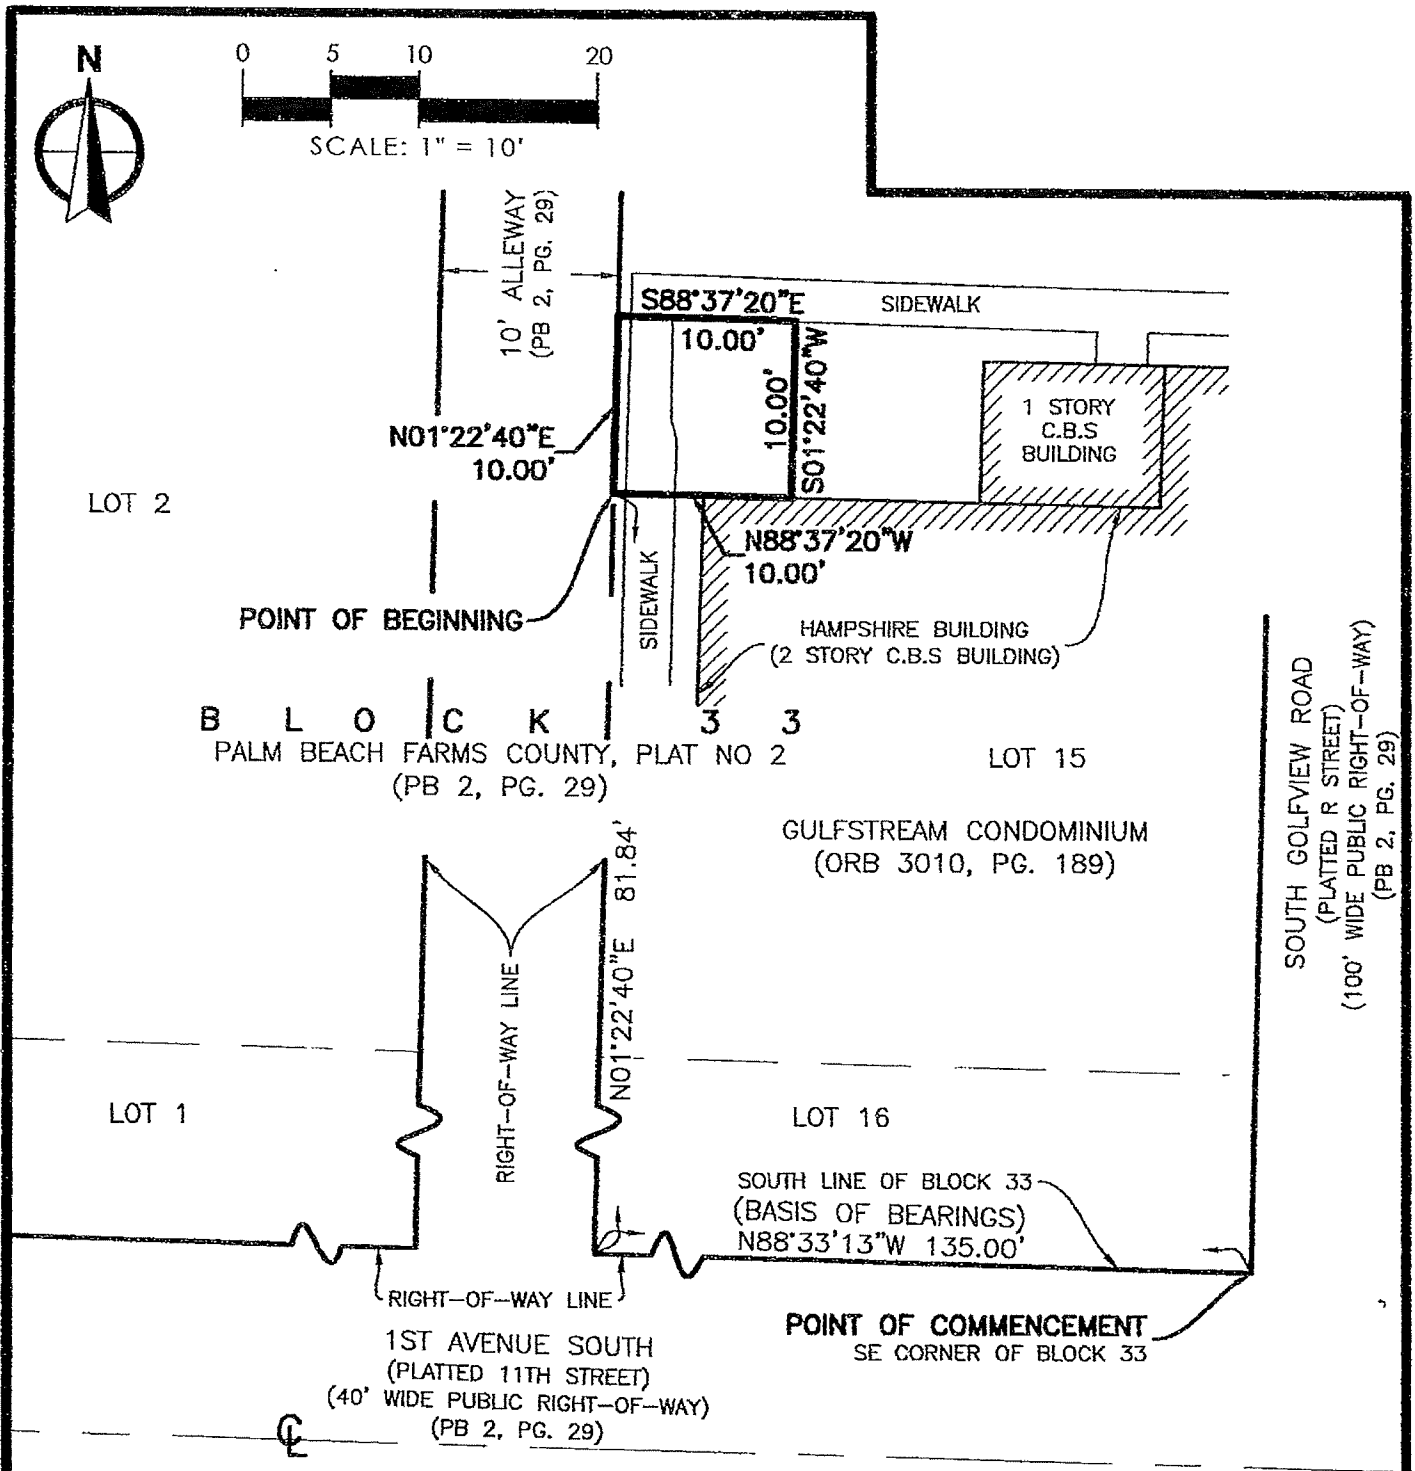 N
0 5 10 20
SCALE: 1" = 10'
10' ALLEWAY
(PB 2, PG. 29)
S88°37'20"E
10.00'
SIDEWALK
10.00'
S01°22'40"W
N01°22'40"E
10.00'
1 STORY
C.B.S
BUILDING
LOT 2
N88°37'20"W
10.00'
SIDEWALK
POINT OF BEGINNING
HAMPSHIRE BUILDING
(2 STORY C.B.S BUILDING)
SOUTH GOLFVIEW ROAD
(PLATTED R STREET)
(100' WIDE PUBLIC RIGHT-OF-WAY)
(PB 2, PG. 29)
BLOCK 33
PALM BEACH FARMS COUNTY, PLAT NO 2
(PB 2, PG. 29)
LOT 15
GULFSTREAM CONDOMINIUM
(ORB 3010, PG. 189)
N01°22'40"E 81.84'
RIGHT-OF-WAY LINE
LOT 1
LOT 16
SOUTH LINE OF BLOCK 33
(BASIS OF BEARINGS)
N88°33'13"W 135.00'
RIGHT-OF-WAY LINE
1ST AVENUE SOUTH
(PLATTED 11TH STREET)
(40' WIDE PUBLIC RIGHT-OF-WAY)
(PB 2, PG. 29)
POINT OF COMMENCEMENT
SE CORNER OF BLOCK 33
℄